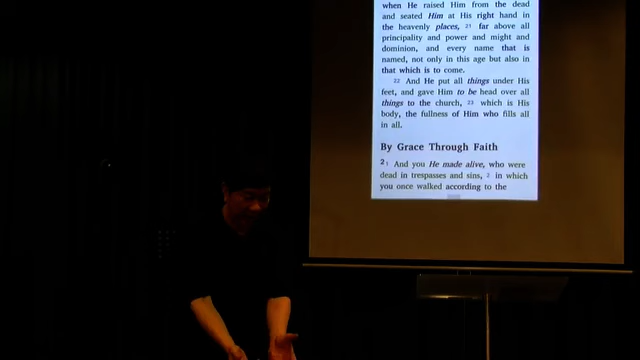 when He raised Him from the dead
and seated Him at His right hand in
the heavenly places, 21 far above all
principality and power and might and
dominion, and every name that is
named, not only in this age but also in
that which is to come.
22 And He put all things under His
feet, and gave Him to be head over all
things to the church, 23 which is His
body, the fullness of Him who fills all
in all.
By Grace Through Faith
2 1 And you He made alive, who were
dead in trespasses and sins, 2 in which
you once walked according to the